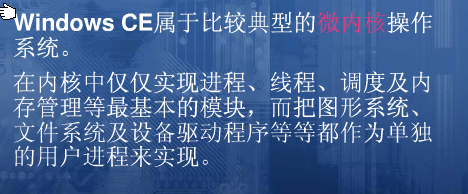 Windows CE属于比较典型的微内核操作
系统。
在内核中仅仅实现进程、线程、调度及内
存管理等最基本的模块，而把图形系统、
文件系统及设备驱动程序等等都作为单独
的用户进程来实现。